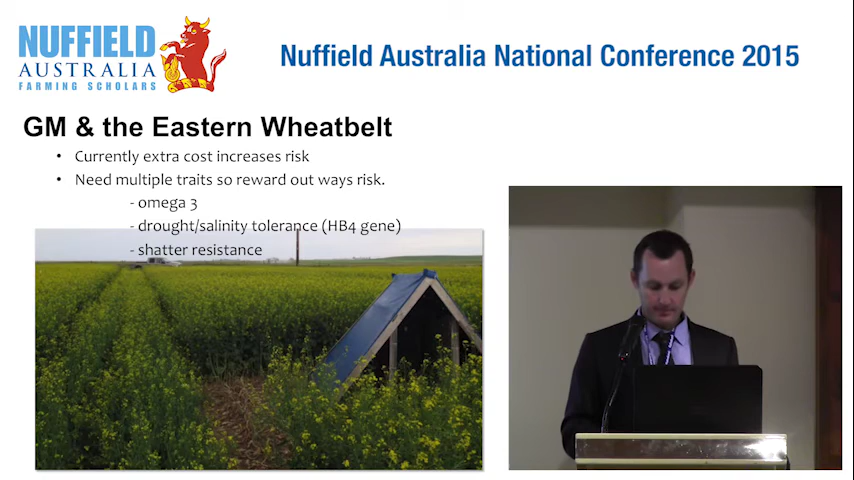 NUFFIELD
AUSTRALIA
FARMING SCHOLARS
Nuffield Australia National Conference 2015
GM & the Eastern Wheatbelt
• Currently extra cost increases risk
• Need multiple traits so reward out ways risk.
- omega 3
- drought/salinity tolerance (HB4 gene)
- shatter resistance